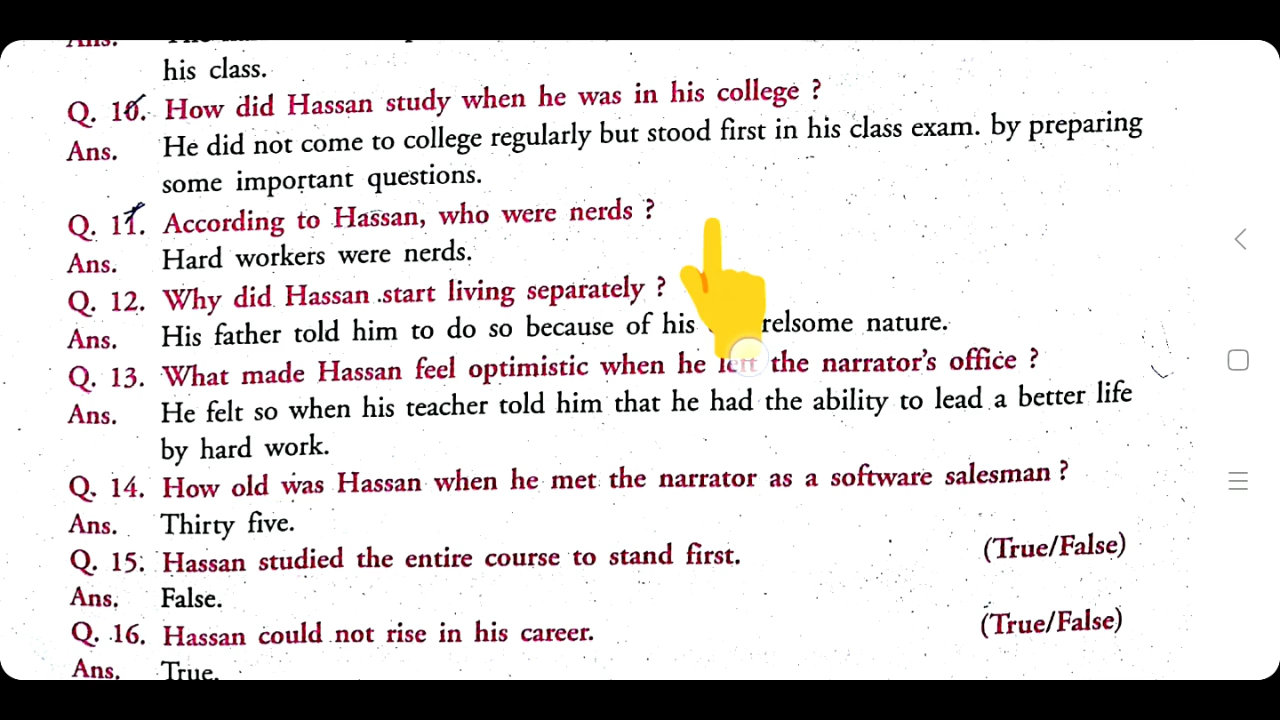 his class.
Q. 10. How did Hassan study when he was in his college ?
Ans. He did not come to college regularly but stood first in his class exam. by preparing
some important questions.
Q. 11. According to Hassan, who were nerds ?
Ans. Hard workers were nerds.
Q. 12. Why did Hassan start living separately ?
Ans. His father told him to do so because of his nature.
Q. 13. What made Hassan feel optimistic when he left the narrator's office ?
Ans. He felt so when his teacher told him that he had the ability to lead a better life
by hard work.
Q. 14. How old was Hassan when he met the narrator as a software salesman ?
Ans. Thirty five.
Q. 15. Hassan studied the entire course to stand first. (True/False)
Ans. False.
Q. 16. Hassan could not rise in his career. (True/False)
Ans. True.